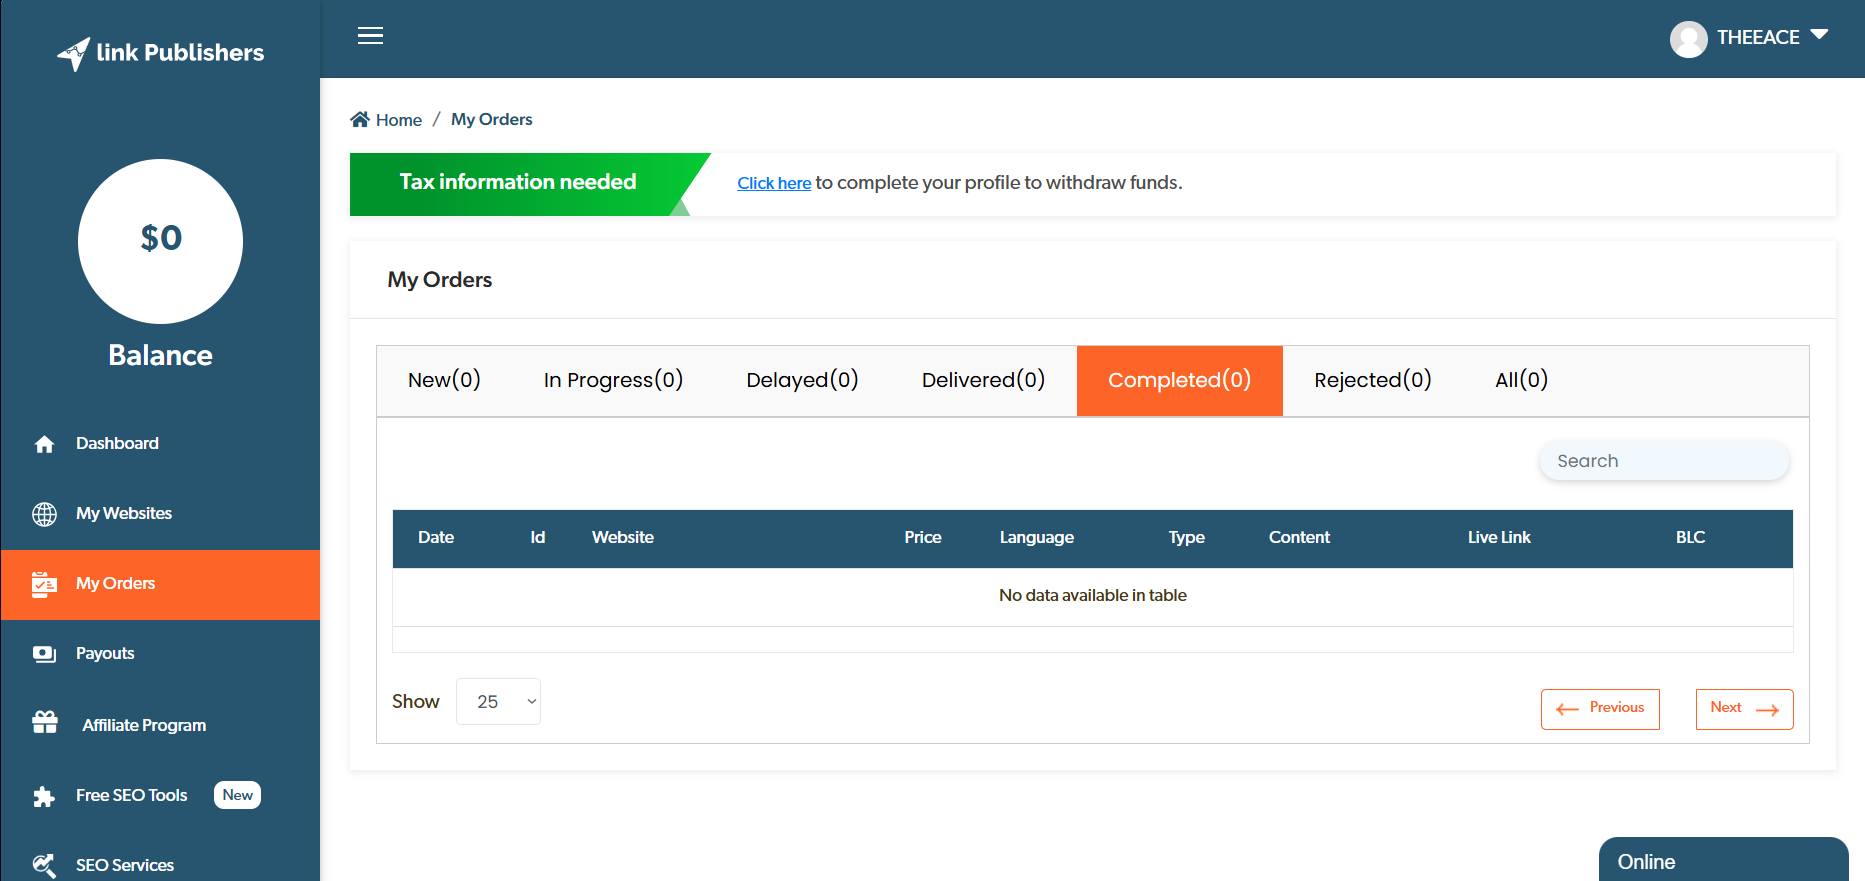 link Publishers
THEEACE
Home / My Orders
Tax information needed
Click here to complete your profile to withdraw funds.
$0
Balance
My Orders
New(0) In Progress(0) Delayed(0) Delivered(0) Completed(0) Rejected(0) All(0)
Search
Date Id Website Price Language Type Content Live Link BLC
No data available in table
Show 25
Previous Next
Dashboard
My Websites
My Orders
Payouts
Affiliate Program
Free SEO Tools New
SEO Services
Online